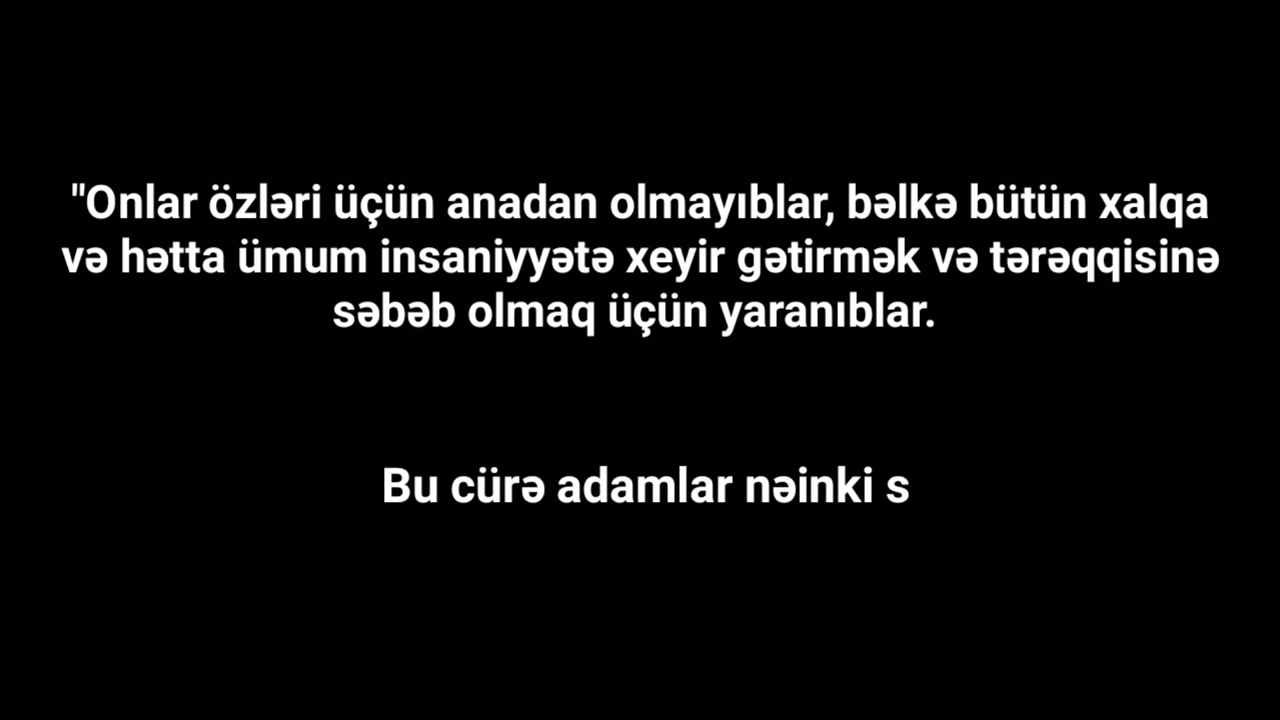 "Onlar özləri üçün anadan olmayıblar, bəlkə bütün xalqa
və hətta ümum insaniyyətə xeyir gətirmək və tərəqqisinə
səbəb olmaq üçün yaranıblar.
Bu cürə adamlar nəinki s